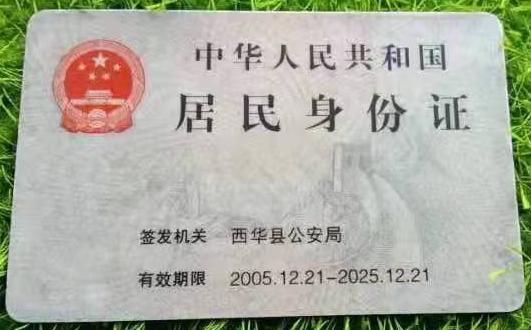 中华人民共和国
居民身份证
签发机关 西华县公安局
有效期限 2005.12.21-2025.12.21